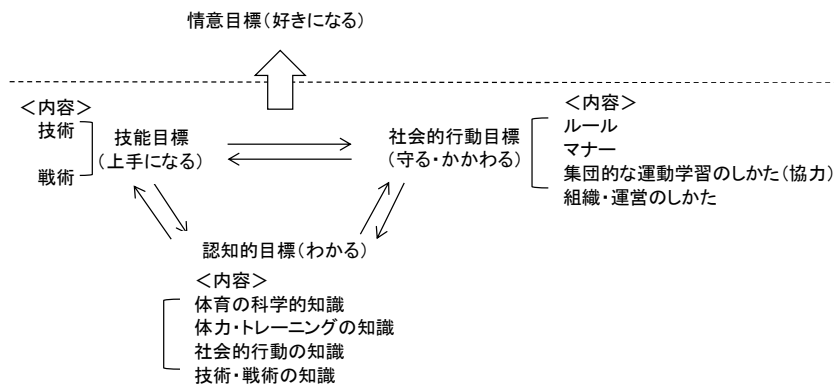 情意目標(好きになる)
<内容>
技術
戦術
技能目標
(上手になる)
社会的行動目標
(守る・かかわる)
<内容>
ルール
マナー
集団的な運動学習のしかた(協力)
組織・運営のしかた
認知的目標(わかる)
<内容>
体育の科学的知識
体力・トレーニングの知識
社会的行動の知識
技術・戦術の知識